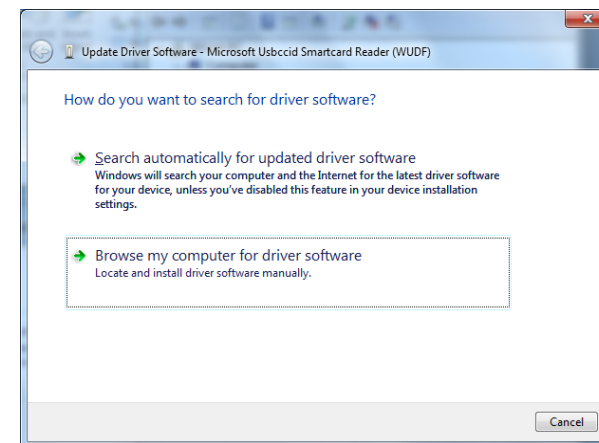 Update Driver Software - Microsoft Usbccid Smartcard Reader (WUDF)
How do you want to search for driver software?
Search automatically for updated driver software
Windows will search your computer and the Internet for the latest driver software
for your device, unless you've disabled this feature in your device installation
settings.
Browse my computer for driver software
Locate and install driver software manually.
Cancel